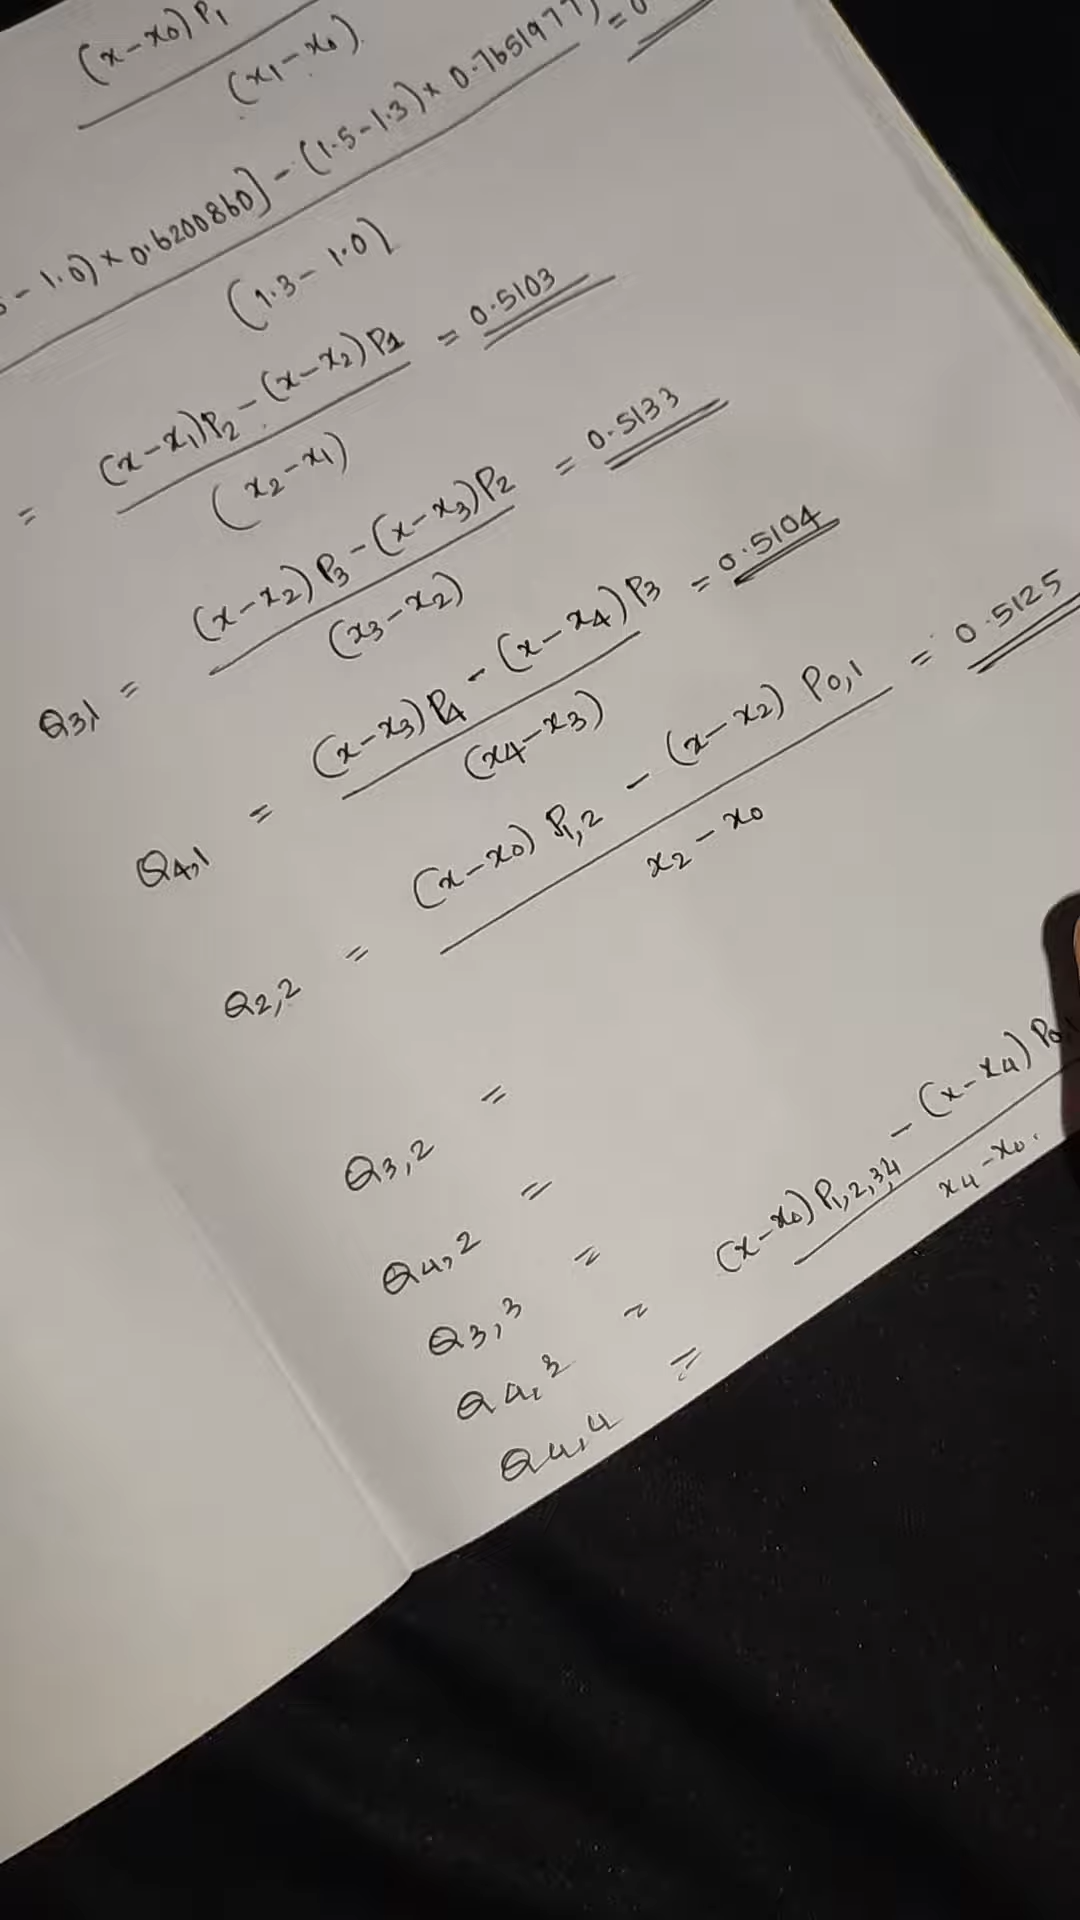 (x-x0) P1
(x1-x0)
- 1.0) × 0.6200860] - (1.5-1.3) × 0.7651977) = 0
(1.3 - 1.0)
= (x-x1)P2 - (x-x2)P1 = 0.5103
(x2-x1)
Q3,1 = (x-x2) P3 - (x-x3)P2 = 0.5133
(x3-x2)
Q4,1 = (x-x3) P4 - (x-x4) P3 = 0.5104
(x4-x3)
Q2,2 = (x-x0) P1,2 - (x-x2) P0,1 = 0.5125
x2-x0
Q3,2 =
Q4,2 =
Q3,3 =
Q4,3 =
Q4,4 = (x-x0) P1,2,3,4 - (x-x4) P0,1
x4-x0.